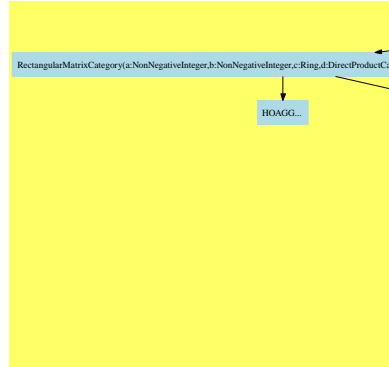 RectangularMatrixCategory(a:NonNegativeInteger,b:NonNegativeInteger,c:Ring,d:DirectProductCa
HOAGG...